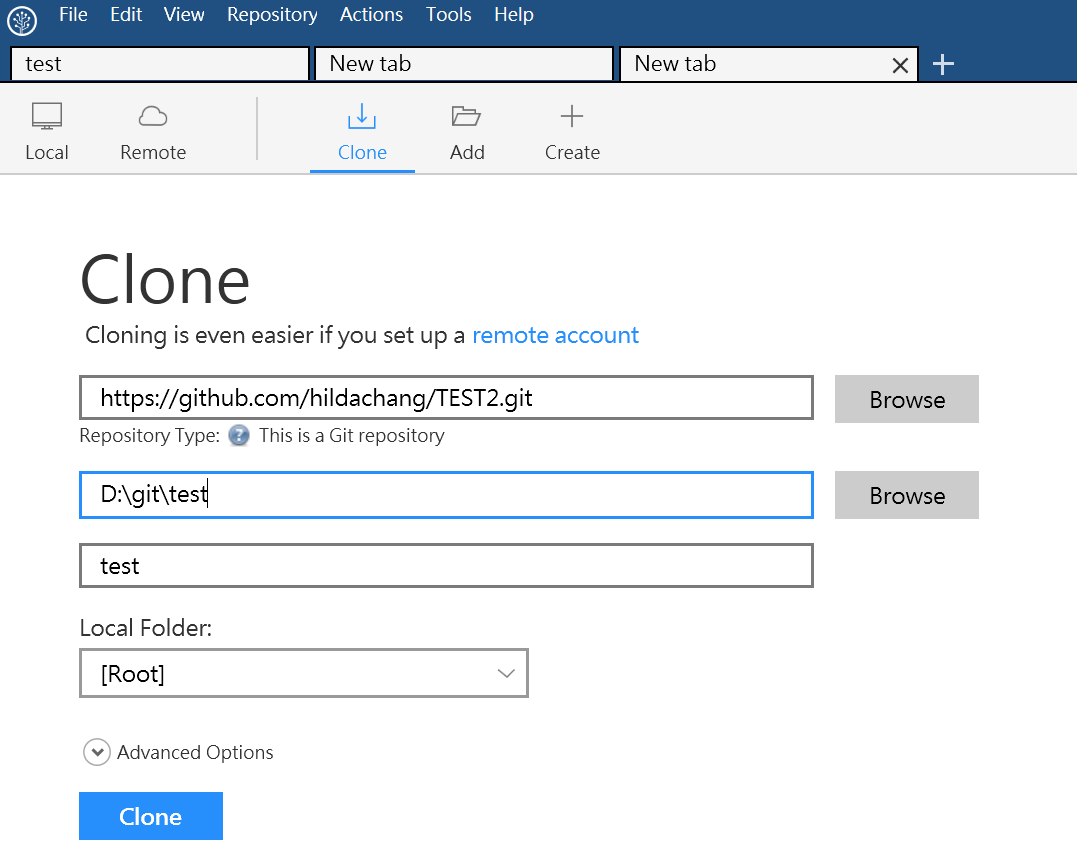 File Edit View Repository Actions Tools Help
test New tab New tab
Local Remote Clone Add Create
Clone
Cloning is even easier if you set up a remote account
https://github.com/hildachang/TEST2.git Browse
Repository Type: ? This is a Git repository
D:\git\test Browse
test
Local Folder:
[Root]
Advanced Options
Clone